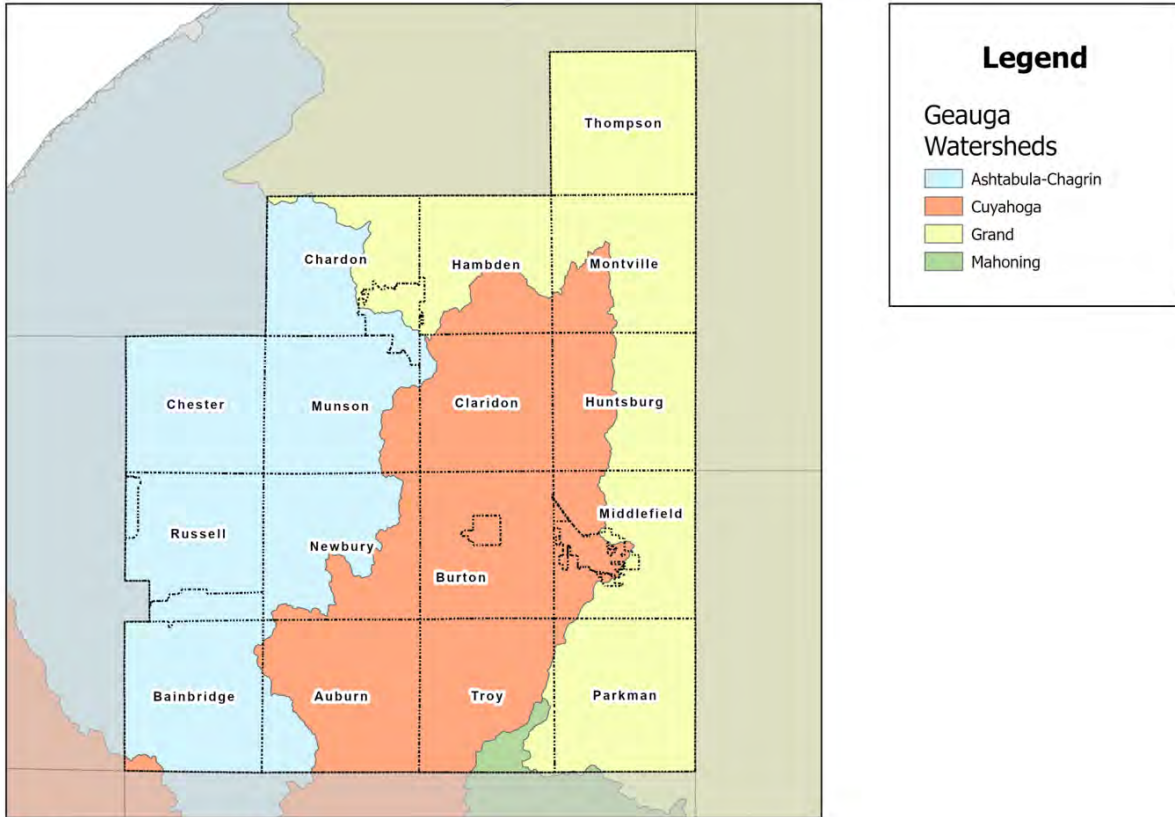 Thompson
Chardon
Hambden
Montville
Chester
Munson
Claridon
Huntsburg
Russell
Newbury
Burton
Middlefield
Bainbridge
Auburn
Troy
Parkman
Legend
Geauga
Watersheds
Ashtabula-Chagrin
Cuyahoga
Grand
Mahoning